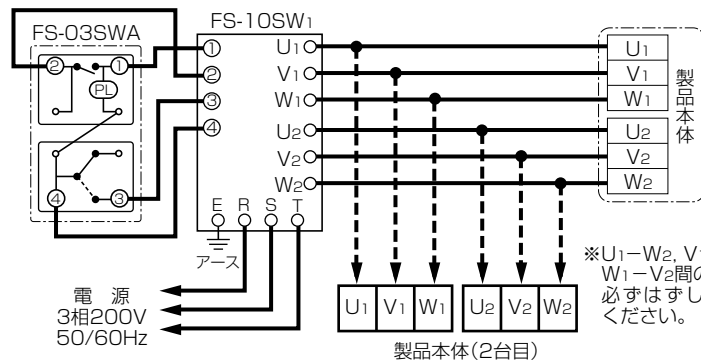 FS-10SW1
FS-03SWA
② ①
PL
④ ③
①
②
③
④
U1
V1
W1
U2
V2
W2
E R S T
アース
電 源
3相200V
50/60Hz
U1
V1
W1
U2
V2
W2
製品本体
U1 V1 W1 U2 V2 W2
製品本体(2台目)
※U1－W2, V1
W1－V2間の
必ずはずし
ください。